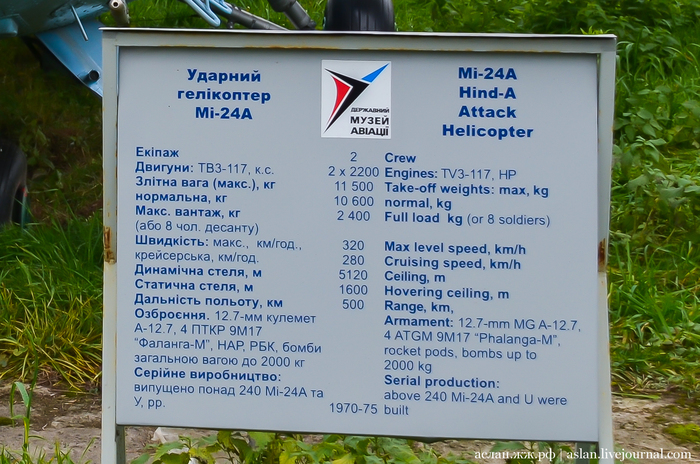 Ударний
гелікоптер
Мі-24А
ДЕРЖАВНИЙ
МУЗЕЙ
АВІАЦІЇ
Mi-24A
Hind-A
Attack
Helicopter
Екіпаж 2 Crew
Двигуни: ТВ3-117, к.с. 2 x 2200 Engines: TV3-117, HP
Злітна вага (макс.), кг 11 500 Take-off weights: max, kg
нормальна, кг 10 600 normal, kg
Макс. вантаж, кг 2 400 Full load kg (or 8 soldiers)
(або 8 чол. десанту)
Швидкість: макс., км/год., 320 Max level speed, km/h
крейсерська, км/год. 280 Cruising speed, km/h
Динамічна стеля, м 5120 Ceiling, m
Статична стеля, м 1600 Hovering ceiling, m
Дальність польоту, км 500 Range, km,
Озброєння. 12.7-мм кулемет
А-12.7, 4 ПТКР 9М17
“Фаланга-М”, НАР, РБК, бомби
загальною вагою до 2000 кг
Armament: 12.7-mm MG A-12.7,
4 ATGM 9M17 “Phalanga-M”,
rocket pods, bombs up to
2000 kg
Серійне виробництво:
випущено понад 240 Мі-24А та
У, рр. 1970-75
Serial production:
above 240 Mi-24A and U were
built
аслан.жж.рф | aslan.livejournal.com